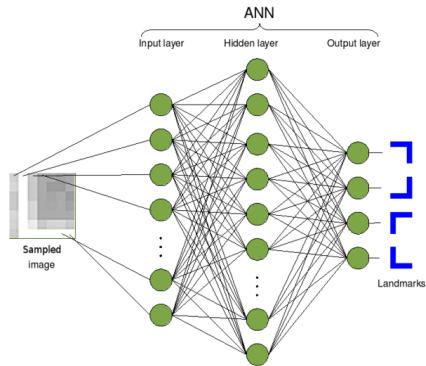 ANN
Input layer Hidden layer Output layer
Sampled
image
Landmarks